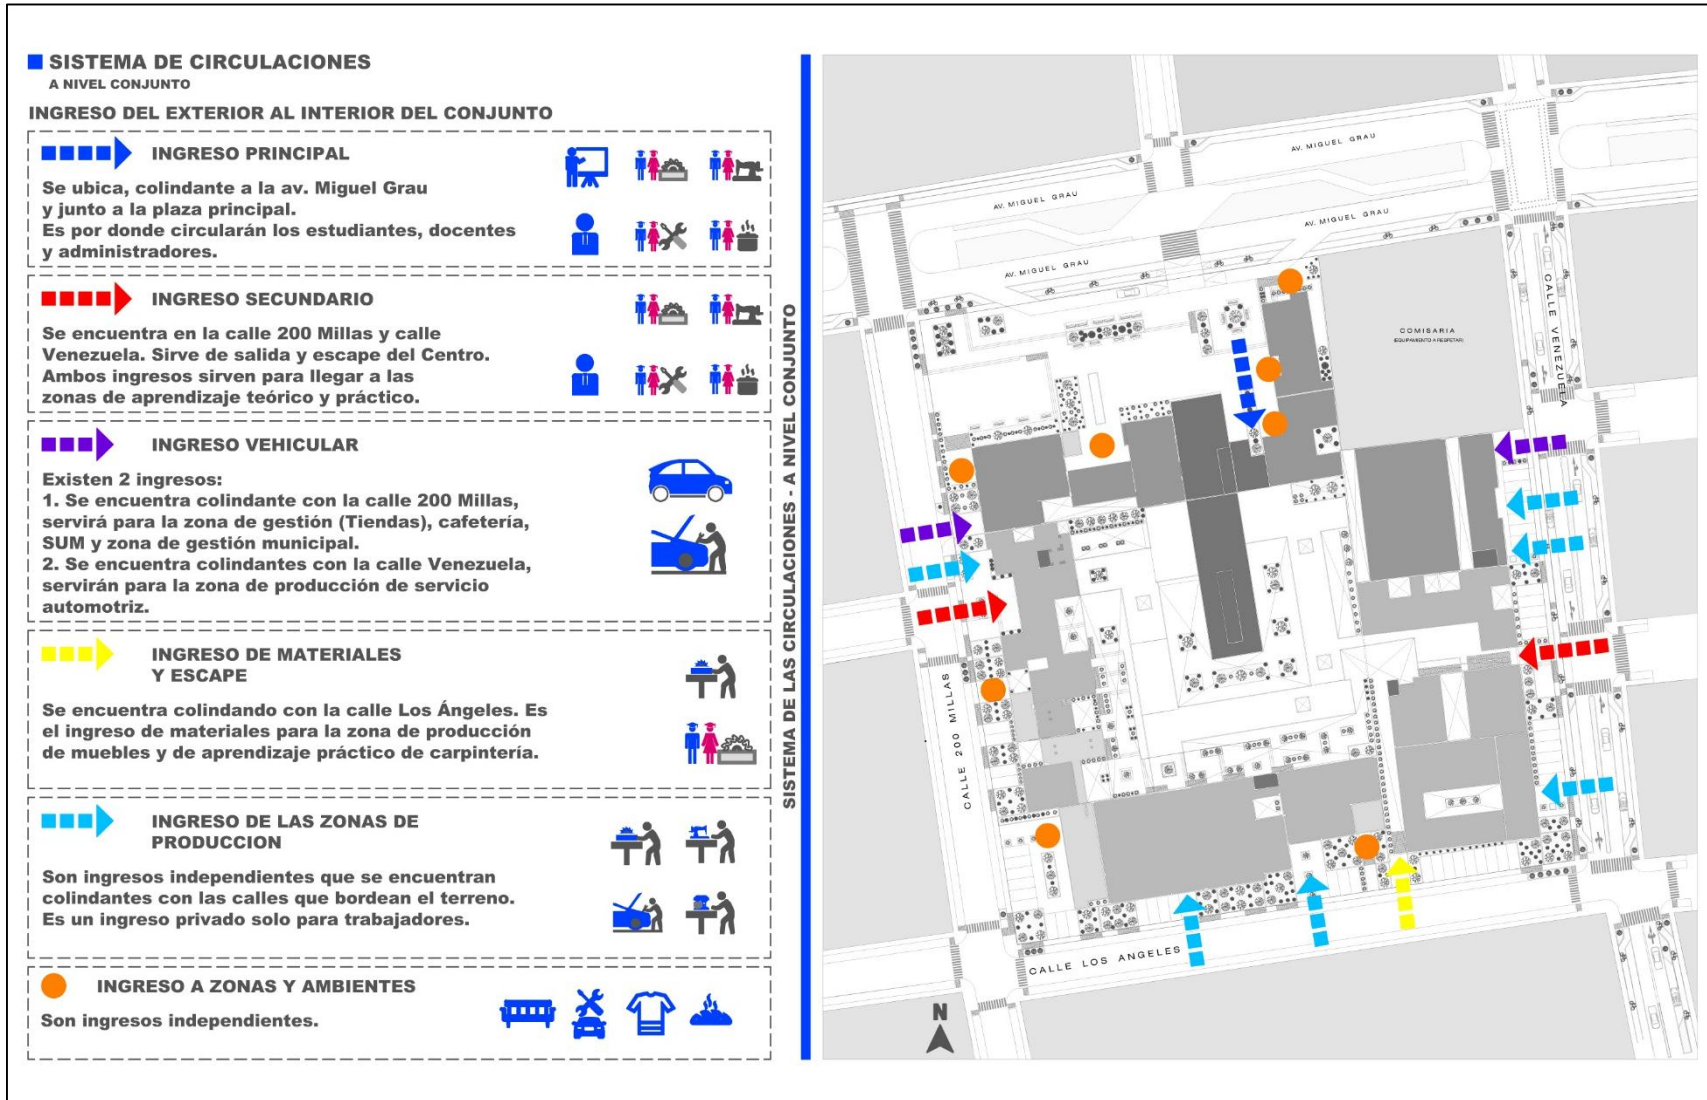 SISTEMA DE CIRCULACIONES
A NIVEL CONJUNTO
INGRESO DEL EXTERIOR AL INTERIOR DEL CONJUNTO
INGRESO PRINCIPAL
Se ubica, colindante a la av. Miguel Grau
y junto a la plaza principal.
Es por donde circularán los estudiantes, docentes
y administradores.
INGRESO SECUNDARIO
Se encuentra en la calle 200 Millas y calle
Venezuela. Sirve de salida y escape del Centro.
Ambos ingresos sirven para llegar a las
zonas de aprendizaje teórico y práctico.
INGRESO VEHICULAR
Existen 2 ingresos:
1. Se encuentra colindante con la calle 200 Millas,
servirá para la zona de gestión (Tiendas), cafetería,
SUM y zona de gestión municipal.
2. Se encuentra colindantes con la calle Venezuela,
servirán para la zona de producción de servicio
automotriz.
INGRESO DE MATERIALES
Y ESCAPE
Se encuentra colindando con la calle Los Ángeles. Es
el ingreso de materiales para la zona de producción
de muebles y de aprendizaje práctico de carpintería.
INGRESO DE LAS ZONAS DE
PRODUCCION
Son ingresos independientes que se encuentran
colindantes con las calles que bordean el terreno.
Es un ingreso privado solo para trabajadores.
INGRESO A ZONAS Y AMBIENTES
Son ingresos independientes.
SISTEMA DE LAS CIRCULACIONES - A NIVEL CONJUNTO
AV. MIGUEL GRAU
AV. MIGUEL GRAU
AV. MIGUEL GRAU
AV. MIGUEL GRAU
AV. MIGUEL GRAU
COMISARIA
(EQUIPAMIENTO A RESPETAR)
CALLE VENEZUELA
CALLE 200 MILLAS
CALLE LOS ANGELES
N